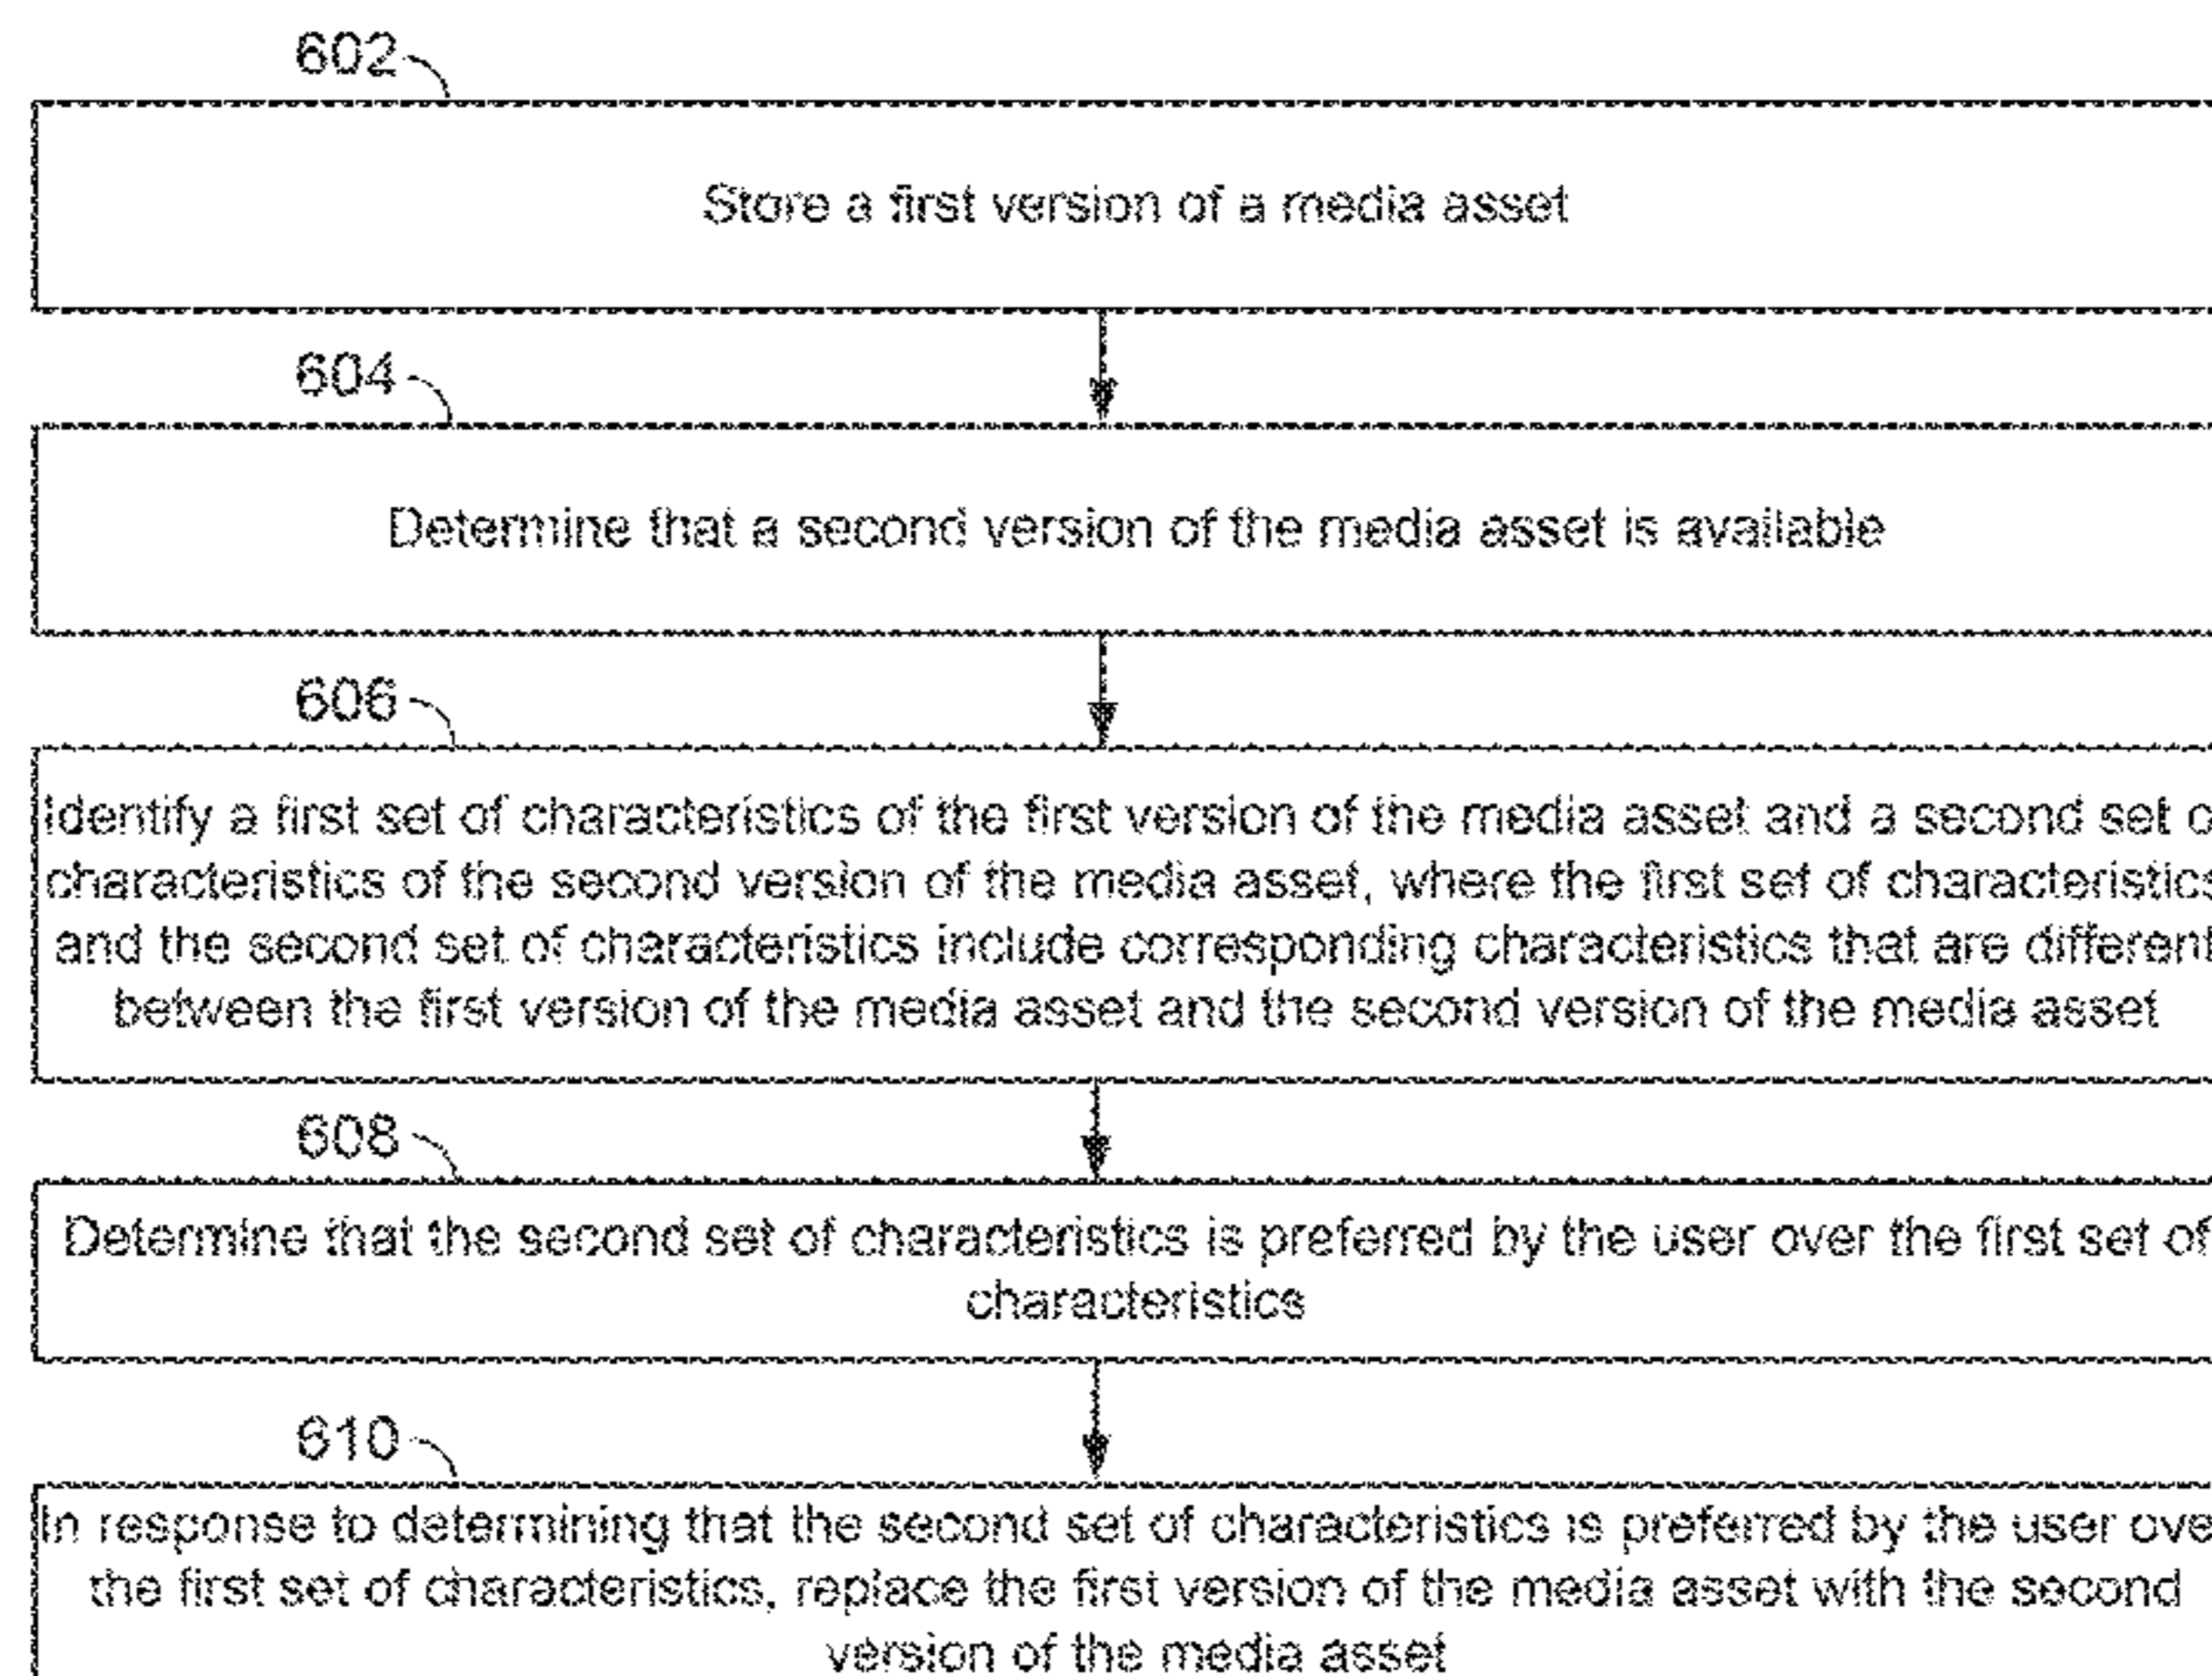 602
Store a first version of a media asset
604
Determine that a second version of the media asset is available
606
Identify a first set of characteristics of the first version of the media asset and a second set o
characteristics of the second version of the media asset, where the first set of characteristics
and the second set of characteristics include corresponding characteristics that are different
between the first version of the media asset and the second version of the media asset
608
Determine that the second set of characteristics is preferred by the user over the first set of
characteristics
610
In response to determining that the second set of characteristics is preferred by the user ove
the first set of characteristics, replace the first version of the media asset with the second
version of the media asset